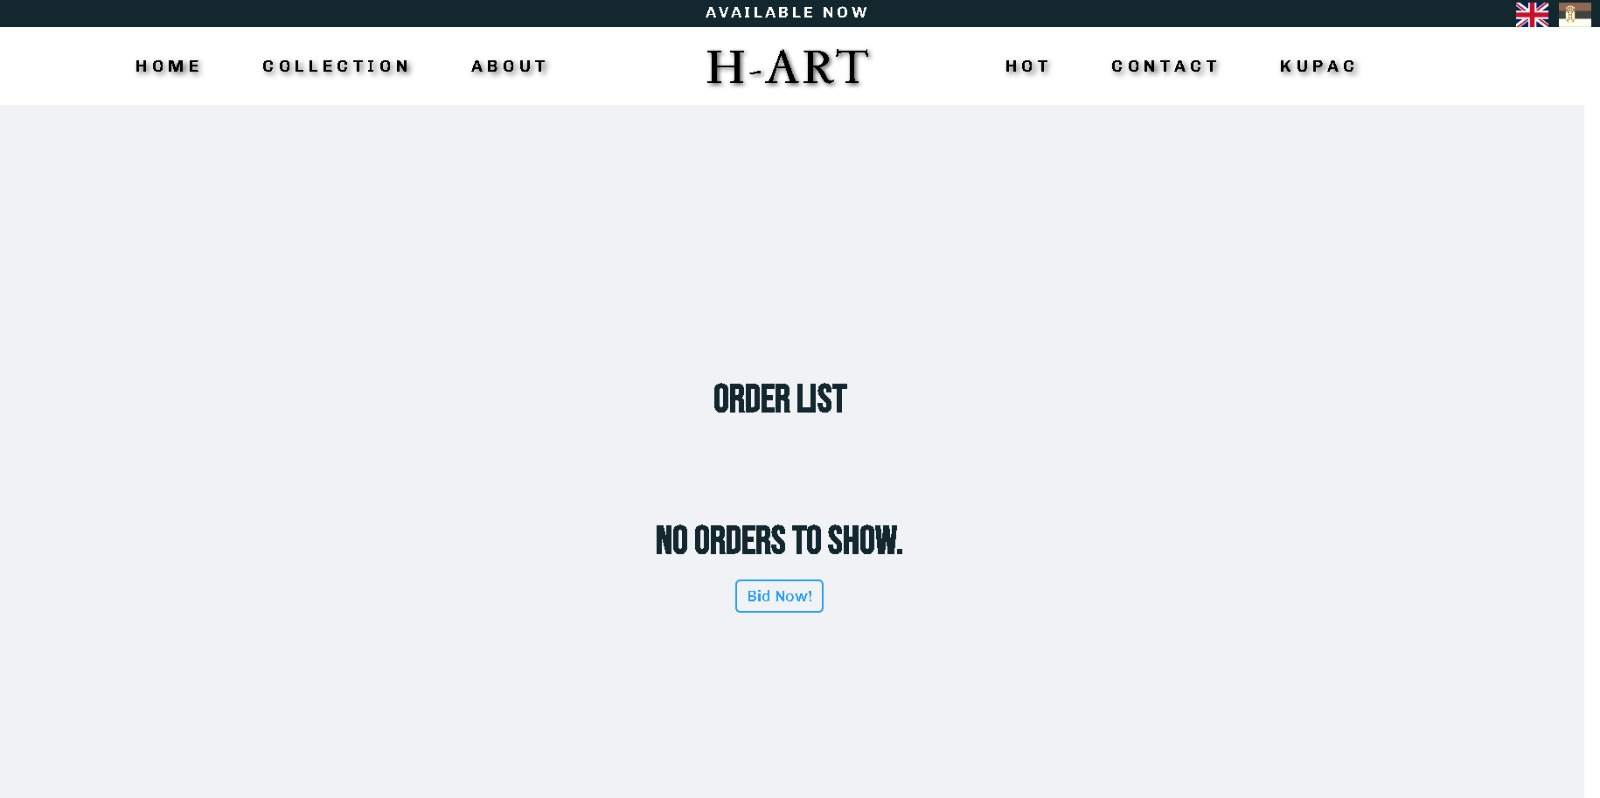 AVAILABLE NOW
HOME COLLECTION ABOUT H-ART HOT CONTACT KUPAC
ORDER LIST
NO ORDERS TO SHOW.
Bid Now!